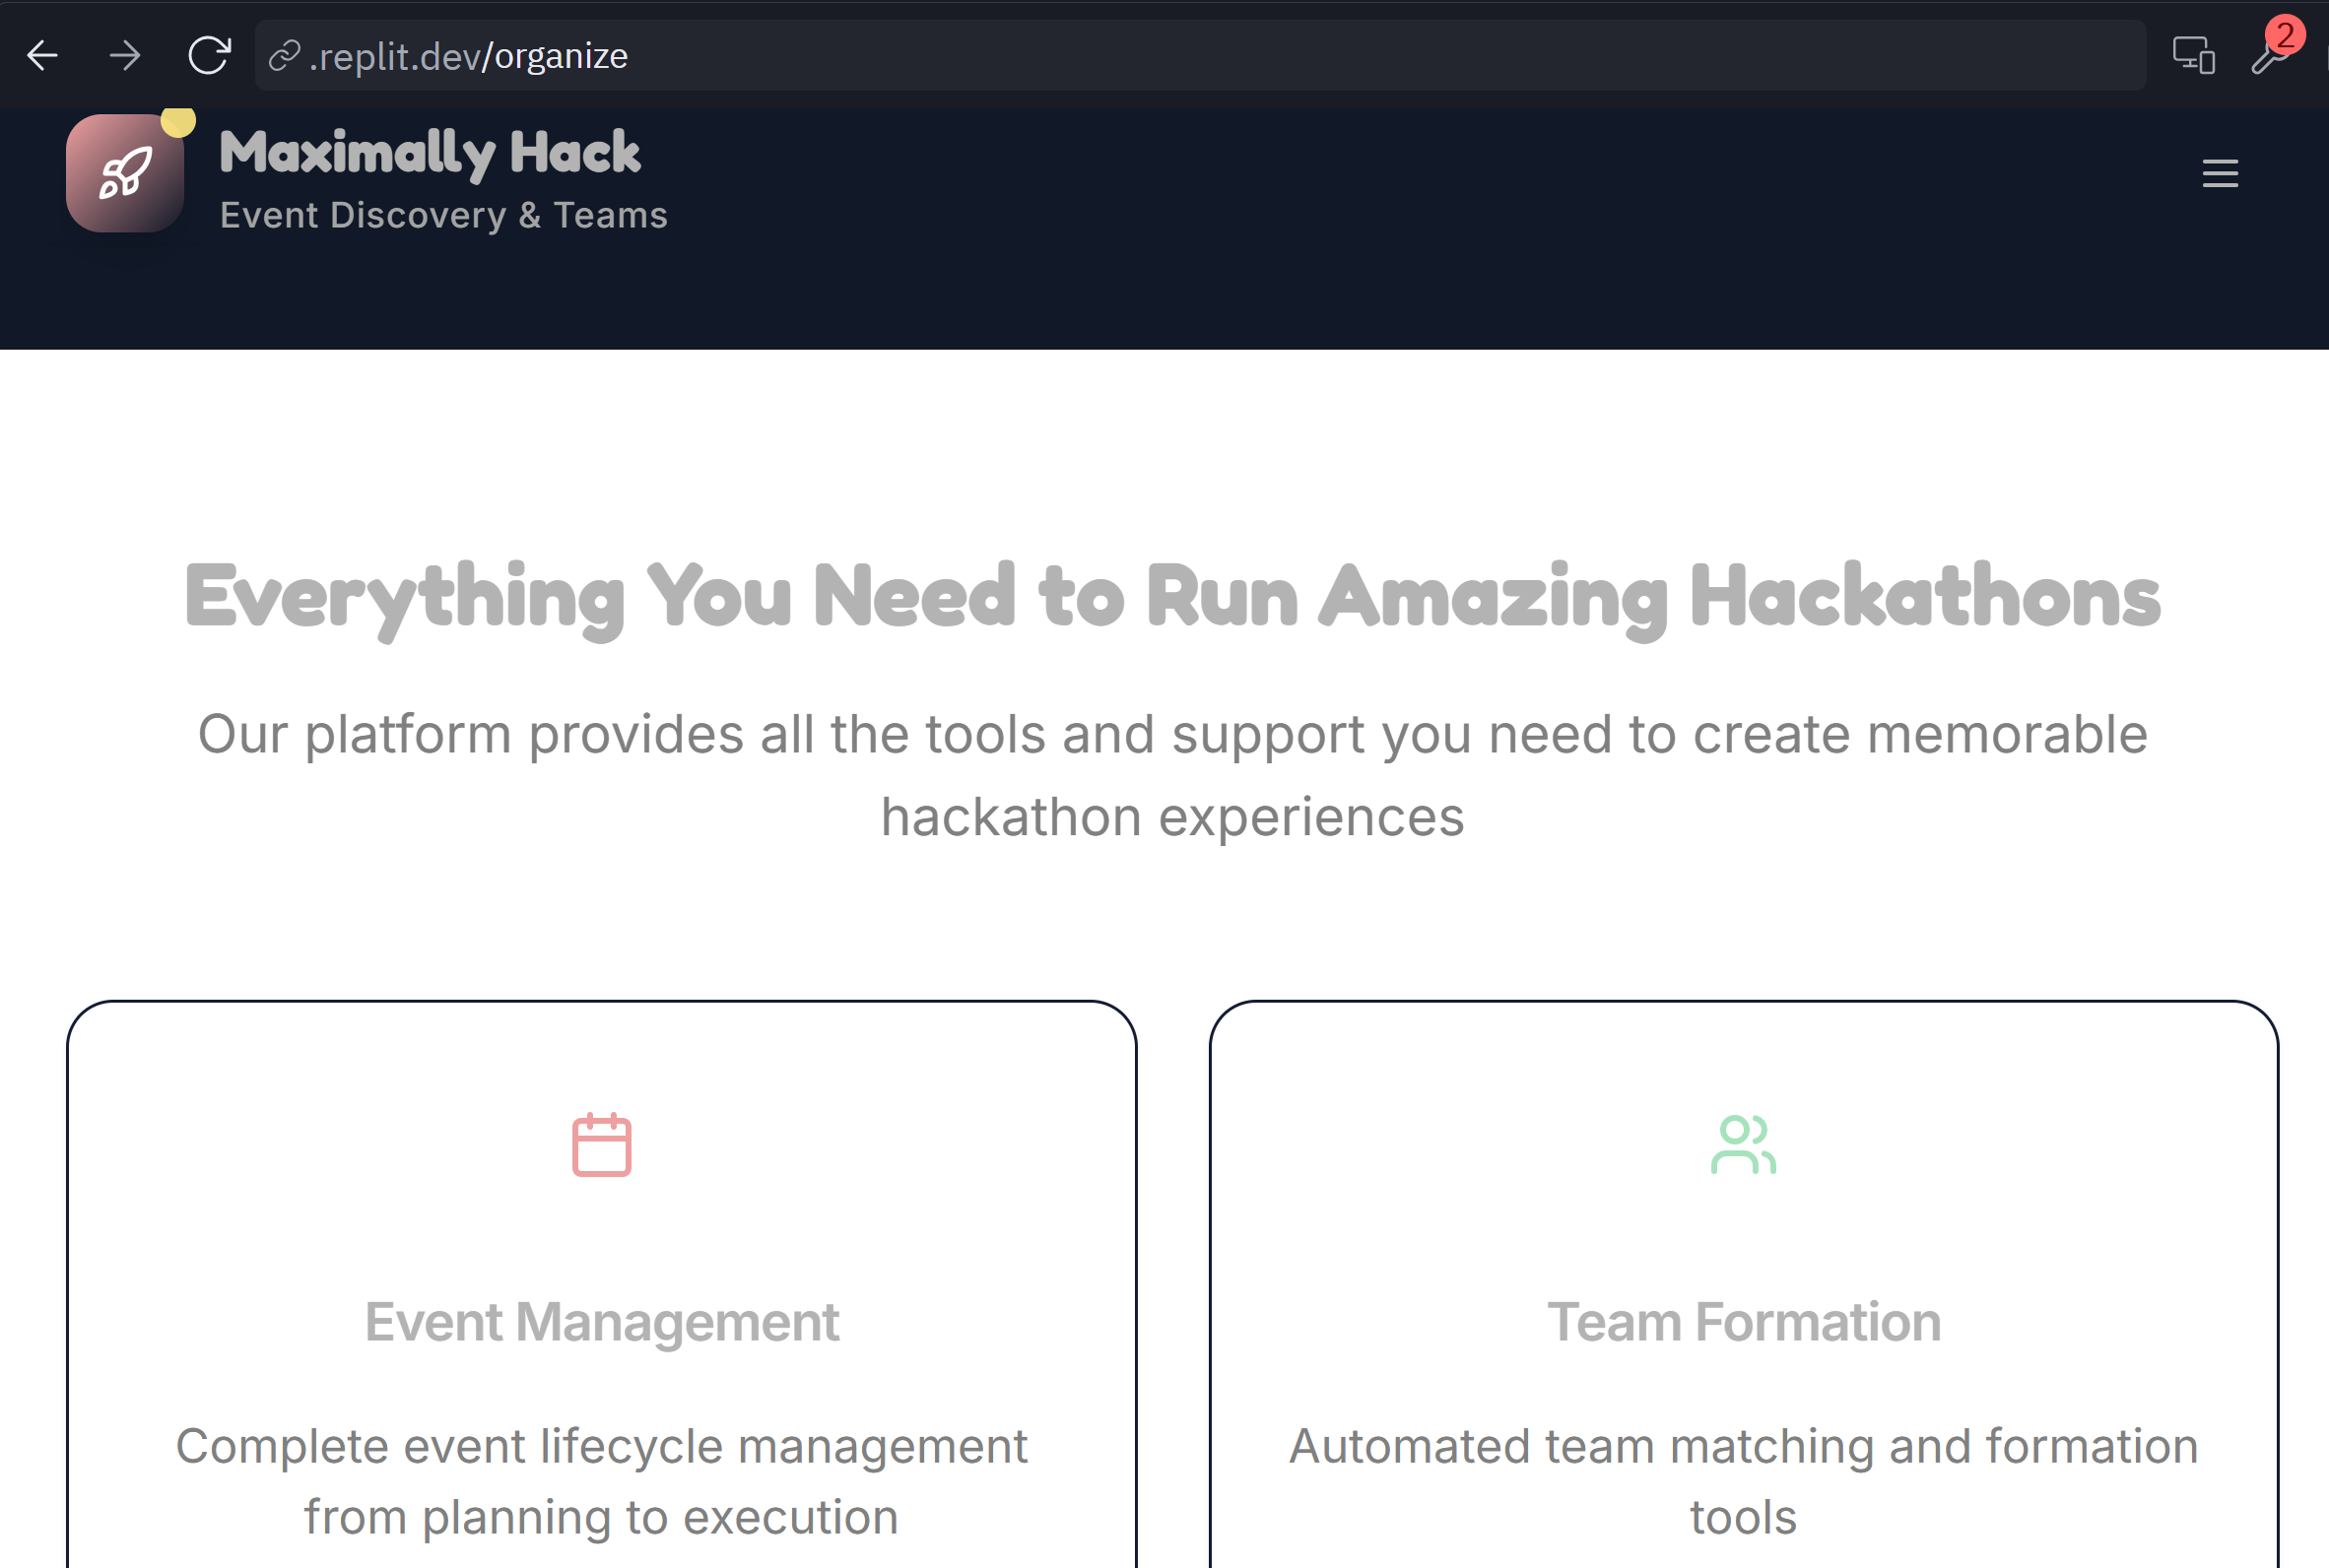 .replit.dev/organize
2
Maximally Hack
Event Discovery & Teams
Everything You Need to Run Amazing Hackathons
Our platform provides all the tools and support you need to create memorable
hackathon experiences
Event Management
Complete event lifecycle management
from planning to execution
Team Formation
Automated team matching and formation
tools